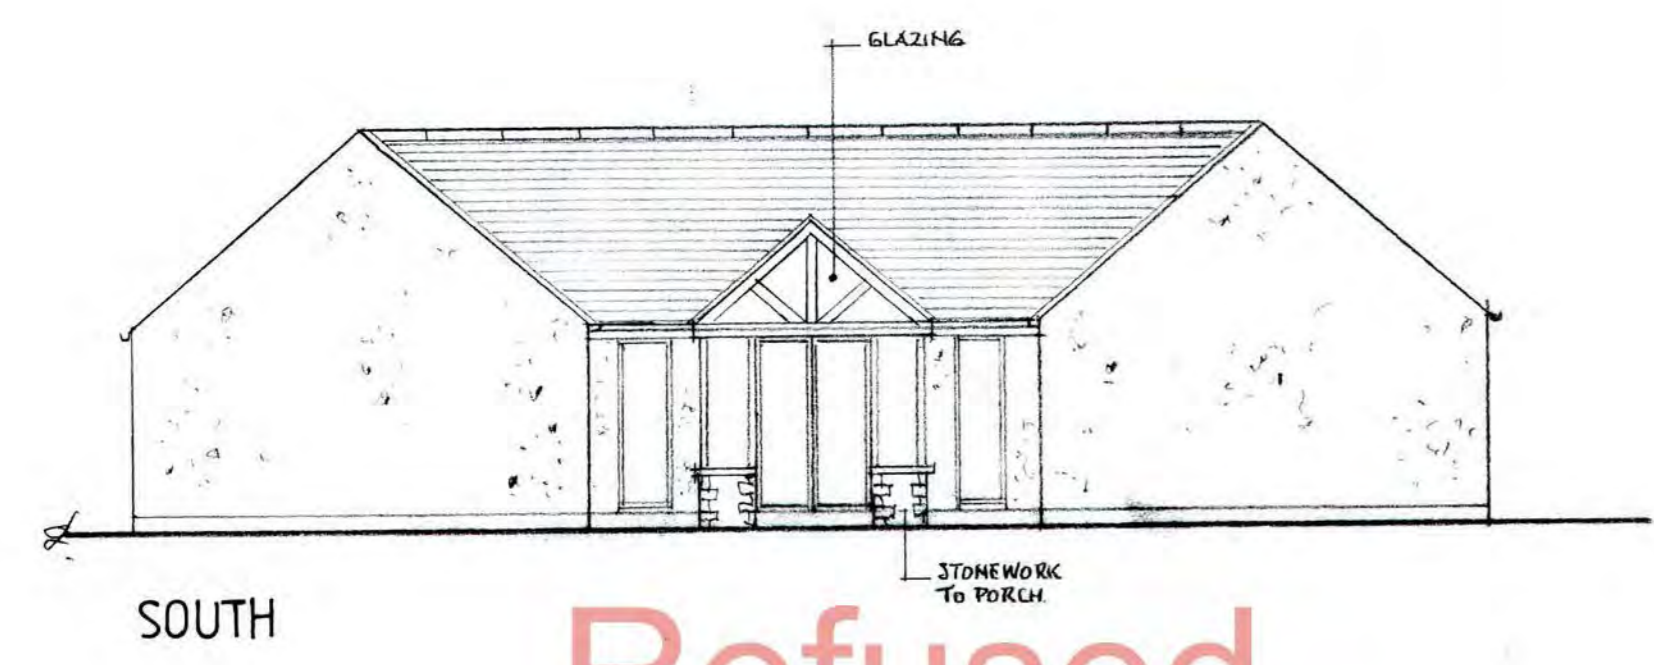 GLAZING
STONEWORK
TO PORCH.
SOUTH
Refused